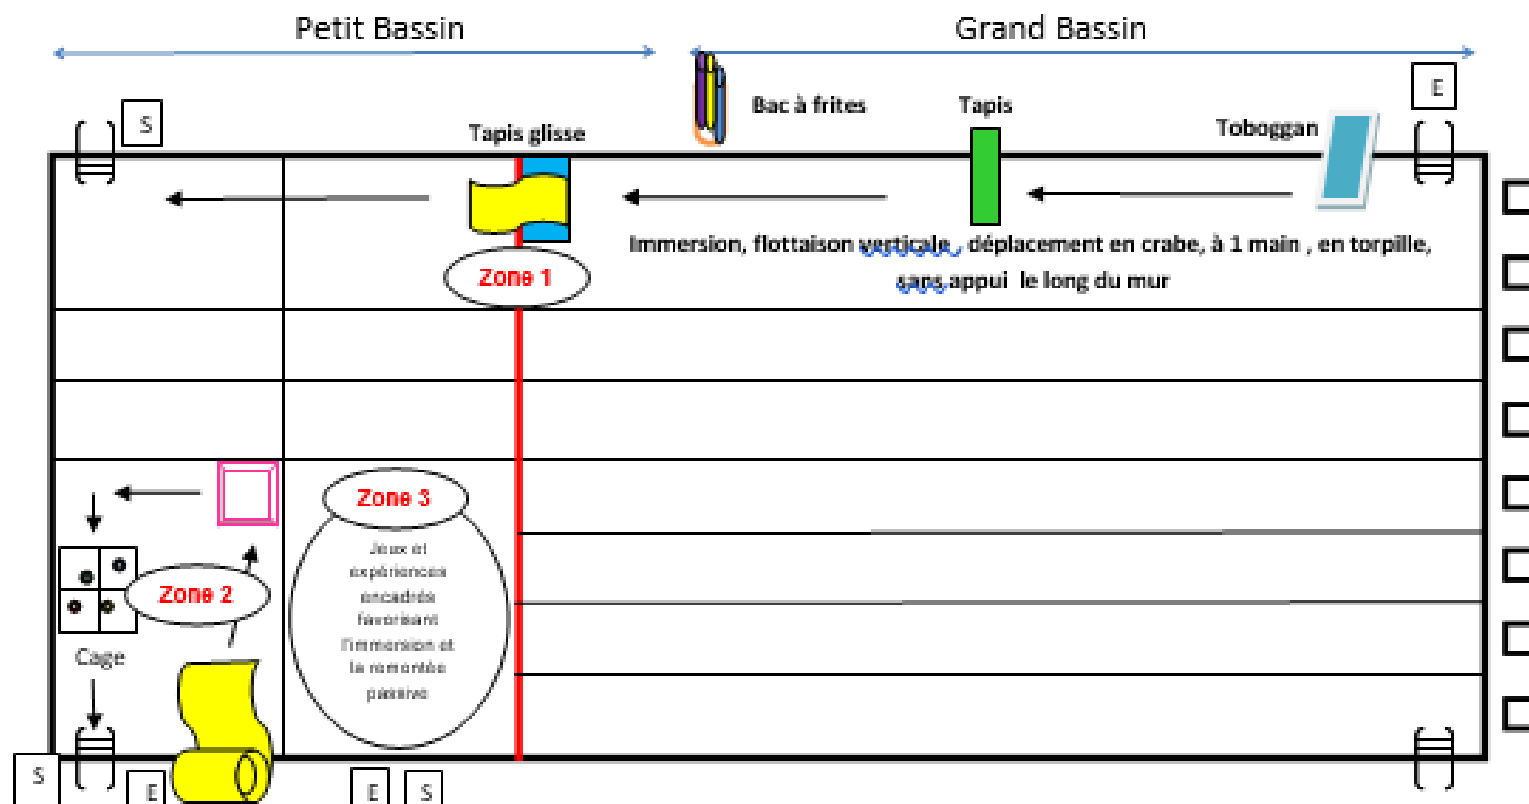 Petit Bassin
Grand Bassin
E
S
Bac à frites
Tapis
Toboggan
Tapis glisse
Immersion, flottaison verticale , déplacement en crabe, à 1 main , en torpille,
sans appui le long du mur
Zone 1
Zone 3
Jeux et
expériences
encadrés
favorisant
l'immersion et
la remontée
passive
Zone 2
Cage
S
E
E
S